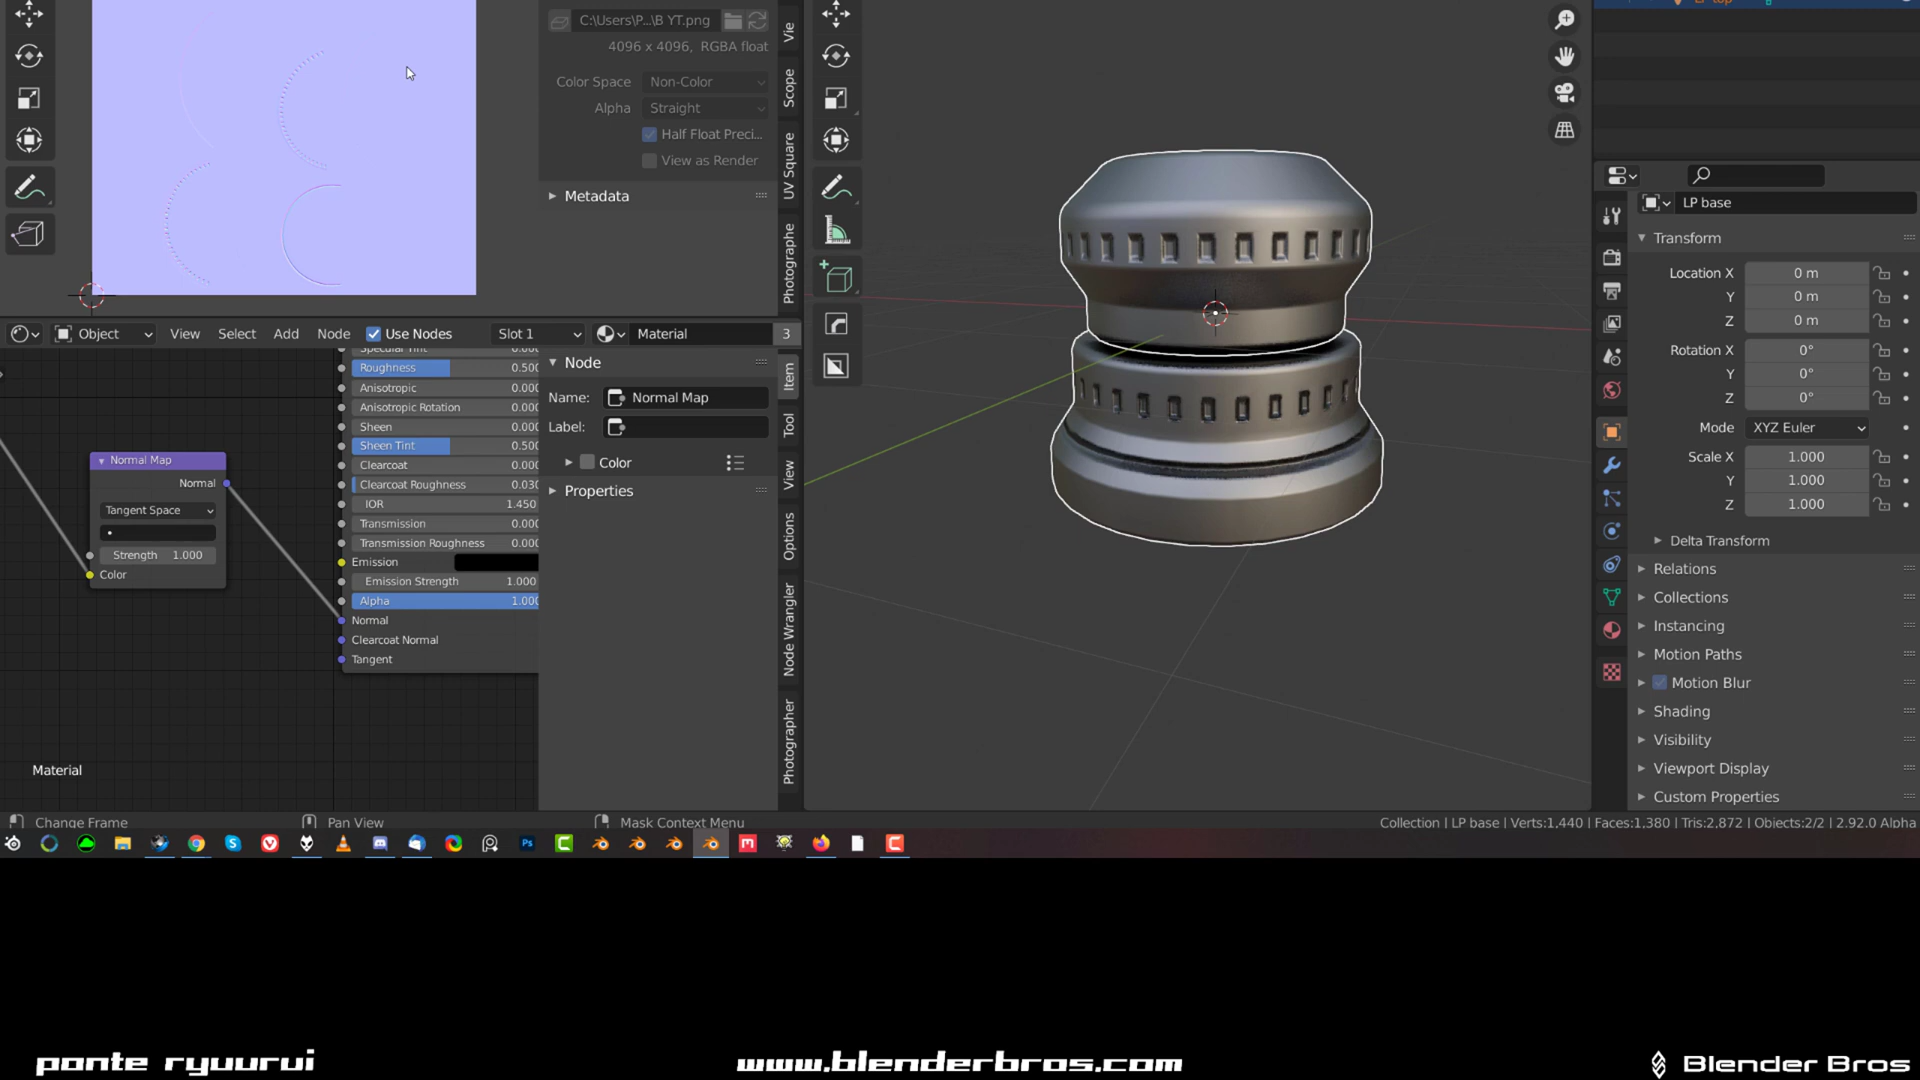 C:\Users\P...\B YT.png
4096 x 4096, RGBA float
Color Space Non-Color
Alpha Straight
Half Float Preci...
View as Render
Metadata
Vie
Scope
UV Square
Photographe
Object View Select Add Node Use Nodes Slot 1 Material 3
Roughness 0.500
Anisotropic 0.000
Anisotropic Rotation 0.000
Sheen 0.000
Sheen Tint 0.500
Clearcoat 0.000
Clearcoat Roughness 0.030
IOR 1.450
Transmission 0.000
Transmission Roughness 0.000
Emission
Emission Strength 1.000
Alpha 1.000
Normal
Clearcoat Normal
Tangent
Normal Map
Normal
Tangent Space
Strength 1.000
Color
Material
Node
Name: Normal Map
Label:
Color
Properties
Item
Tool
View
Options
Node Wrangler
Photographer
LP top
LP base
Transform
Location X 0 m
Y 0 m
Z 0 m
Rotation X 0°
Y 0°
Z 0°
Mode XYZ Euler
Scale X 1.000
Y 1.000
Z 1.000
Delta Transform
Relations
Collections
Instancing
Motion Paths
Motion Blur
Shading
Visibility
Viewport Display
Custom Properties
Change Frame Pan View Mask Context Menu
Collection | LP base | Verts:1,440 | Faces:1,380 | Tris:2,872 | Objects:2/2 | 2.92.0 Alpha
ponte ryuurui
www.blenderbros.com
Blender Bros